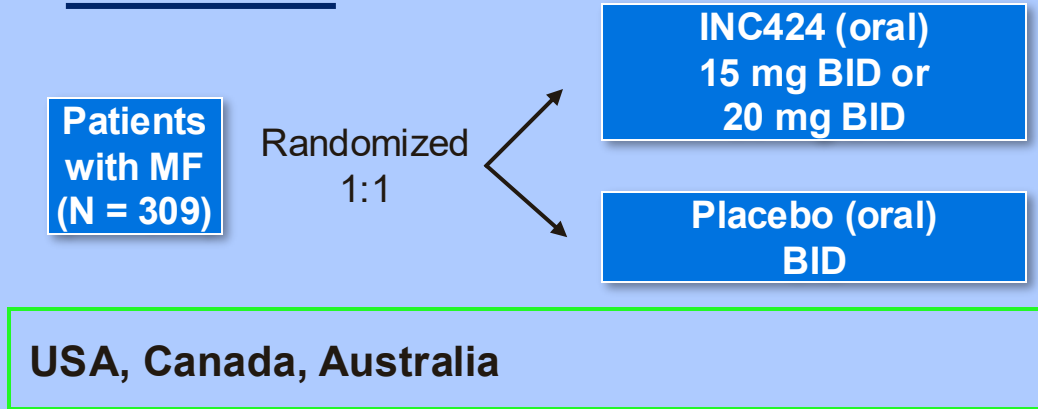 Patients
with MF
(N = 309)
Randomized
1:1
INC424 (oral)
15 mg BID or
20 mg BID
Placebo (oral)
BID
USA, Canada, Australia